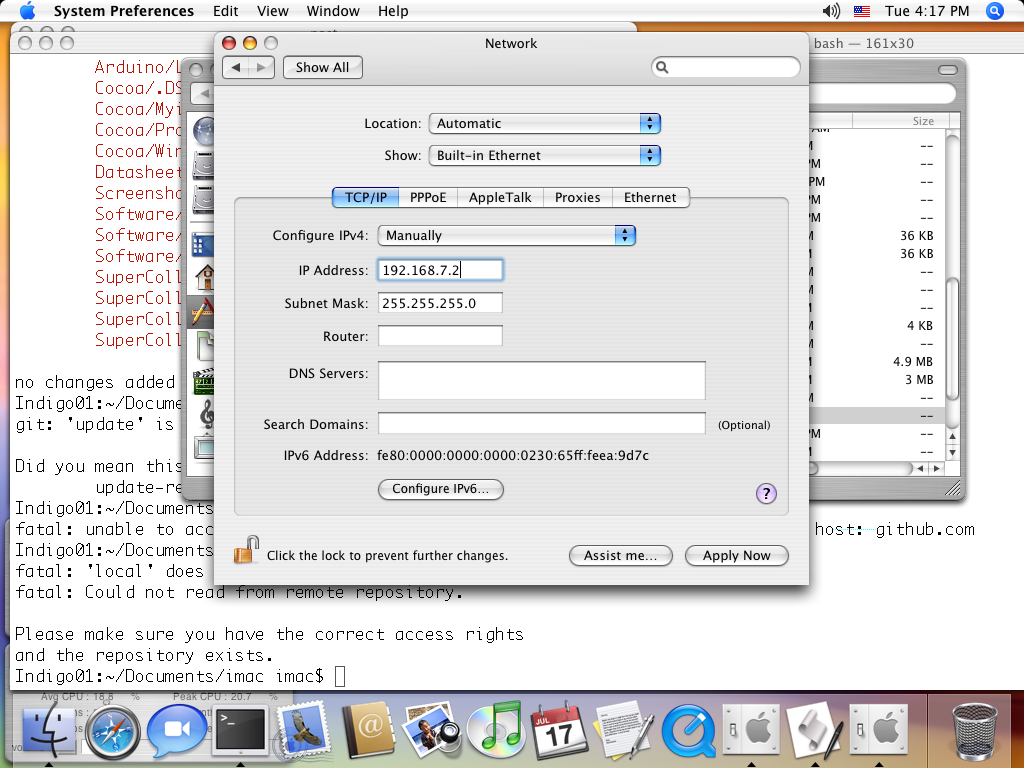 System Preferences Edit View Window Help Tue 4:17 PM
bash — 161x30
Network
Show All
Location: Automatic
Show: Built-in Ethernet
TCP/IP PPPoE AppleTalk Proxies Ethernet
Configure IPv4: Manually
IP Address: 192.168.7.2
Subnet Mask: 255.255.255.0
Router:
DNS Servers:
Search Domains: (Optional)
IPv6 Address: fe80:0000:0000:0000:0230:65ff:feea:9d7c
Configure IPv6...
?
Click the lock to prevent further changes. Assist me... Apply Now
Arduino/L
Cocoa/.DS
Cocoa/Myi
Cocoa/Pro
Cocoa/Win
Datasheet
Screensho
Software/
Software/
Software/
SuperColl
SuperColl
SuperColl
SuperColl
no changes added
Indigo01:~/Docume
git: 'update' is
Did you mean this
update-re
Indigo01:~/Documents
fatal: unable to acc host: github.com
Indigo01:~/Documents
fatal: 'local' does
fatal: Could not read from remote repository.
Please make sure you have the correct access rights
and the repository exists.
Indigo01:~/Documents/imac imac$
Size
--
PM --
PM --
PM --
PM --
36 KB
36 KB
--
--
--
4 KB
--
4.9 MB
3 MB
--
--
PM --
--
Avg CPU : 18.8 % Peak CPU : 20.7 %
JUL
17